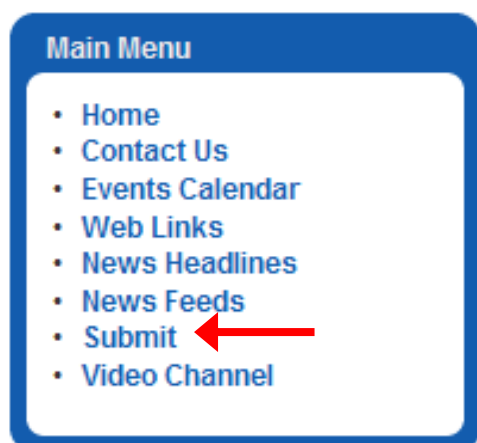 Main Menu
• Home
• Contact Us
• Events Calendar
• Web Links
• News Headlines
• News Feeds
• Submit
• Video Channel